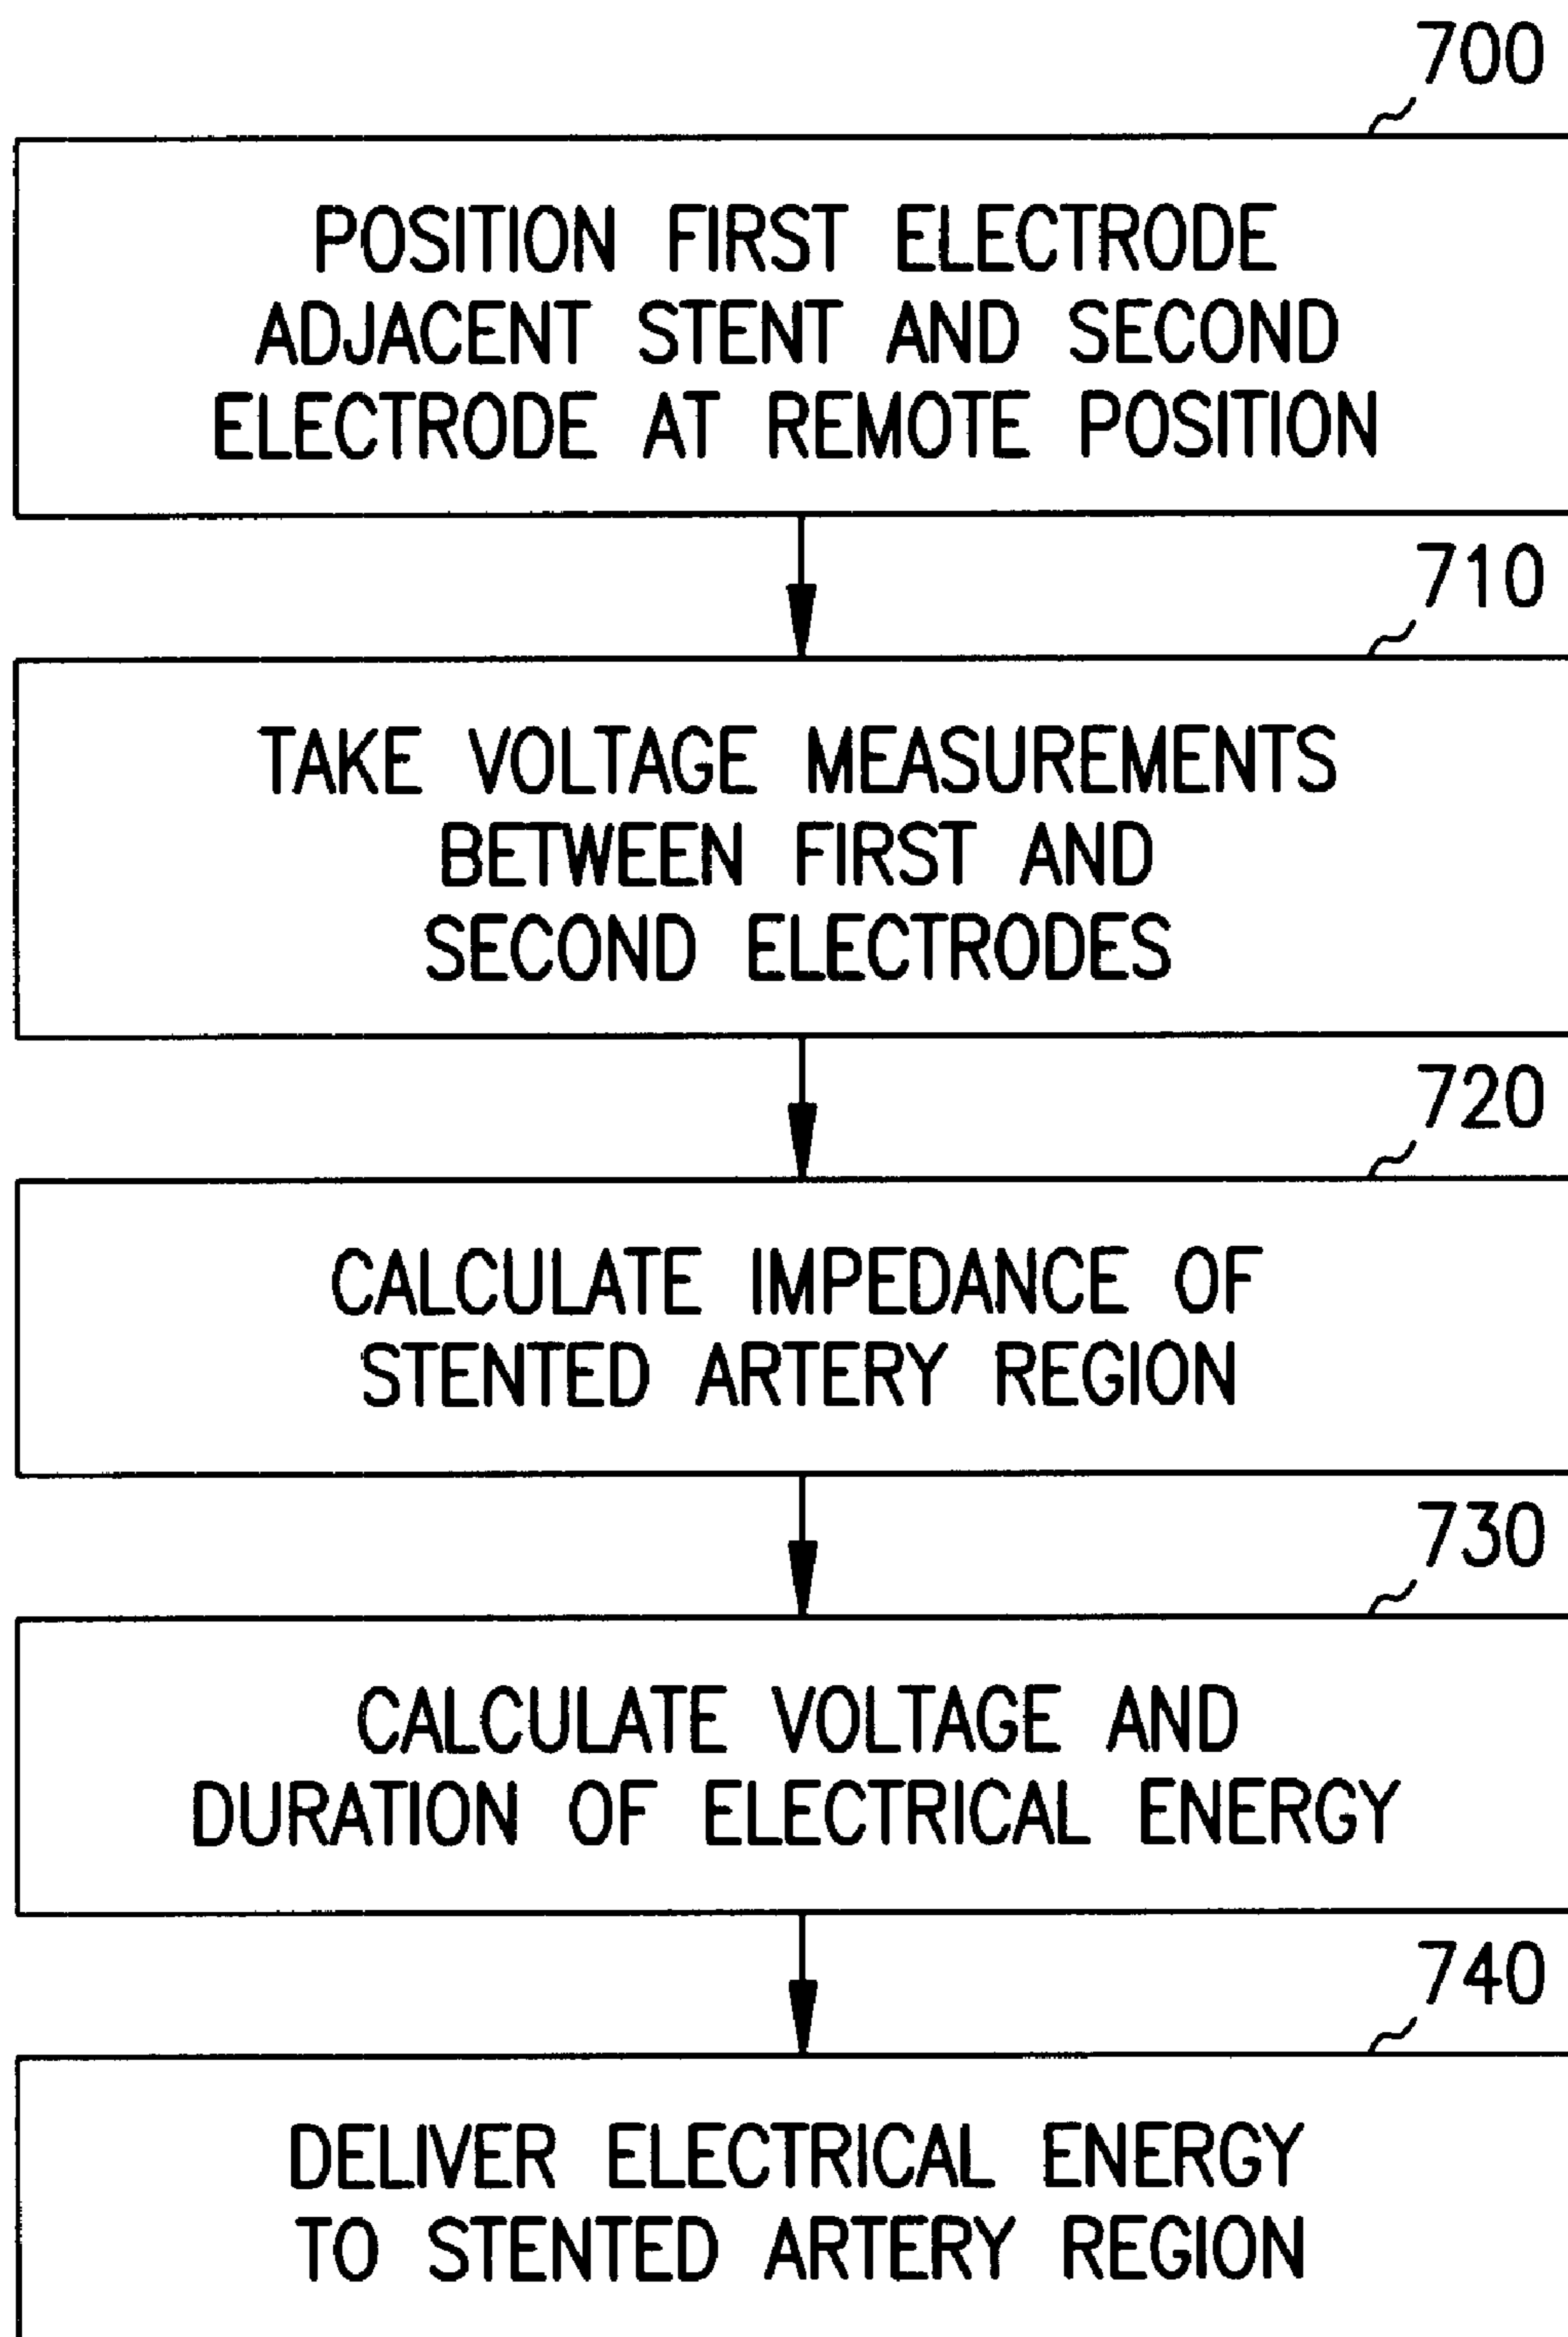 700
POSITION FIRST ELECTRODE
ADJACENT STENT AND SECOND
ELECTRODE AT REMOTE POSITION
710
TAKE VOLTAGE MEASUREMENTS
BETWEEN FIRST AND
SECOND ELECTRODES
720
CALCULATE IMPEDANCE OF
STENTED ARTERY REGION
730
CALCULATE VOLTAGE AND
DURATION OF ELECTRICAL ENERGY
740
DELIVER ELECTRICAL ENERGY
TO STENTED ARTERY REGION